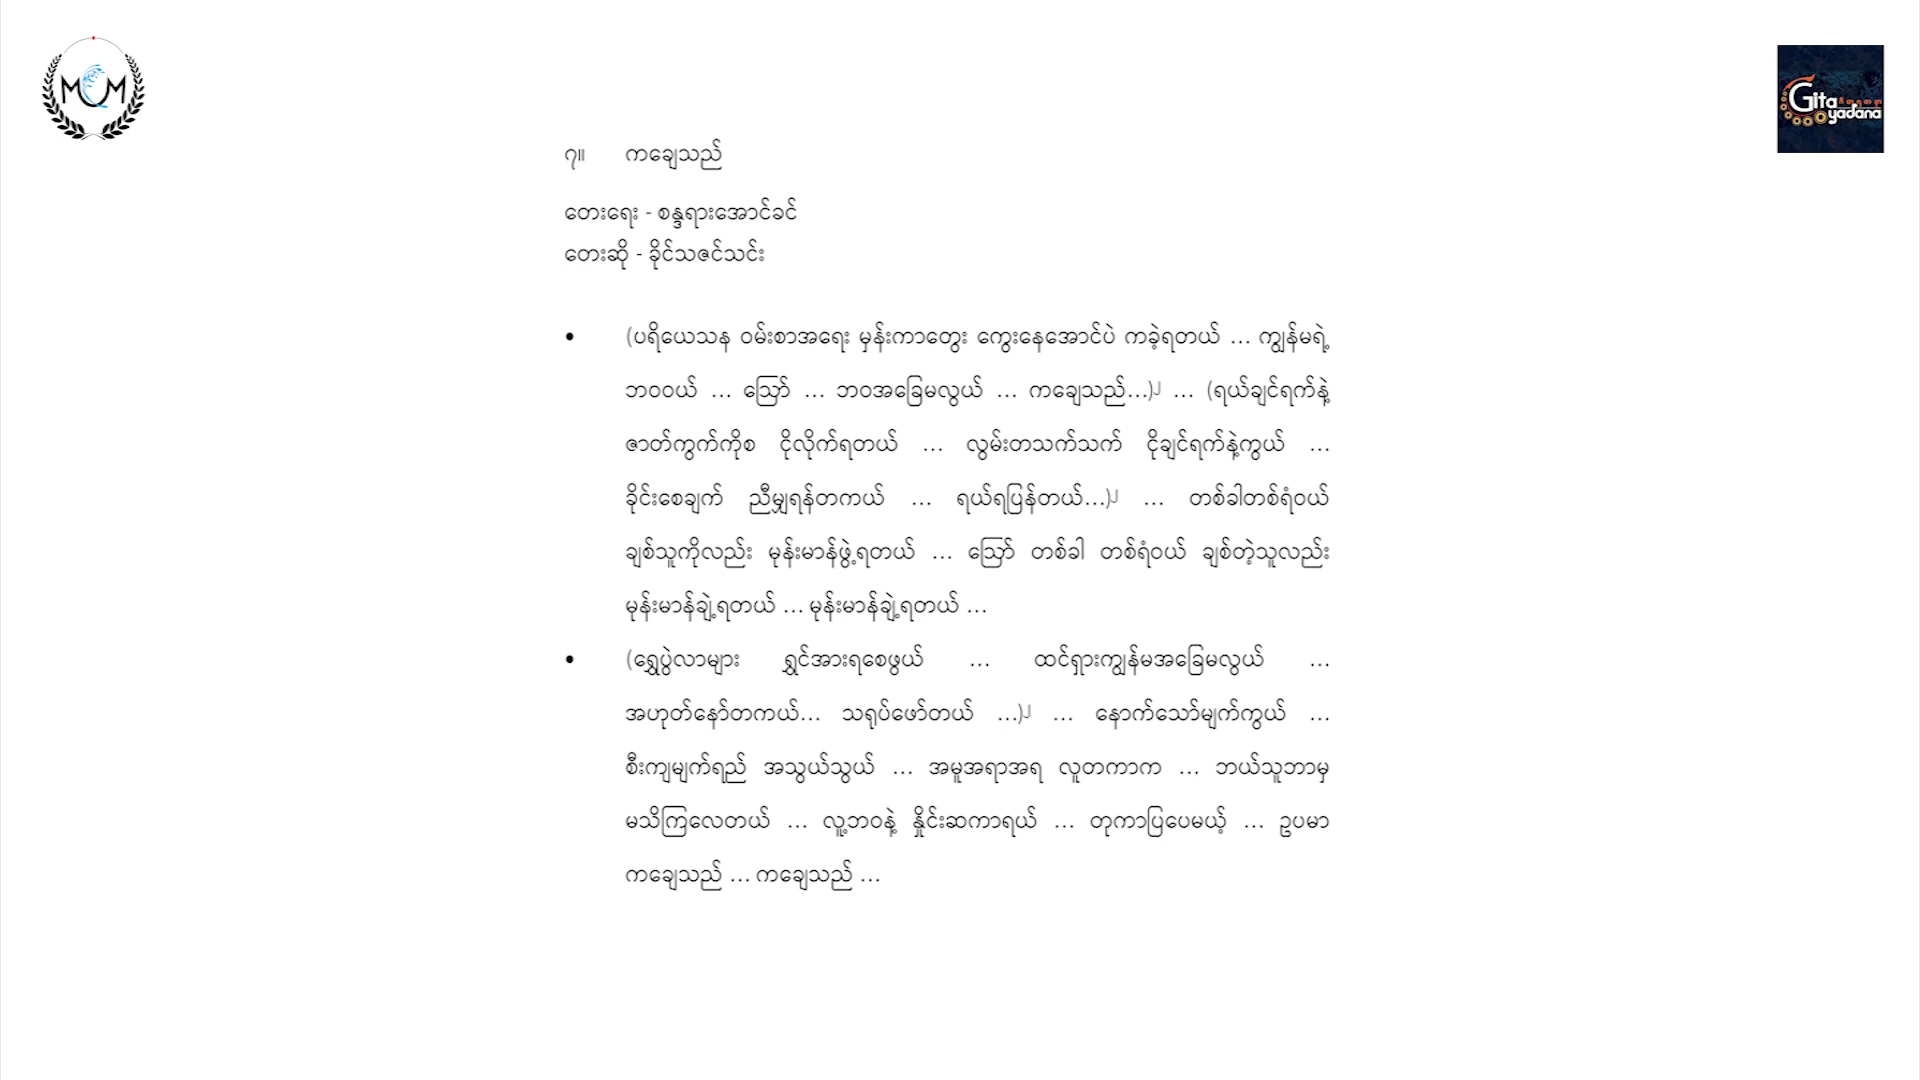 MUM
Gita
ဂီတရတနာ
yadana
၇။ ကချေသည်
တေးရေး - စန္ဒရားအောင်ခင်
တေးဆို - ခိုင်သဇင်သင်း
• (ပရိယေသန ဝမ်းစာအရေး မှန်းကာတွေး ကွေးနေအောင်ပဲ ကခဲ့ရတယ် ... ကျွန်မရဲ့
ဘဝဝယ် ... ဩော် ... ဘဝအခြေမလွယ် ... ကချေသည်...)၂ ... (ရယ်ချင်ရက်နဲ့
ဇာတ်ကွက်ကိုစ ငိုလိုက်ရတယ် ... လွမ်းတသက်သက် ငိုချင်ရက်နဲ့ကွယ် ...
ခိုင်းစေချက် ညီမျှရန်တကယ် ... ရယ်ရပြန်တယ်...)၂ ... တစ်ခါတစ်ရံဝယ်
ချစ်သူကိုလည်း မုန်းမာန်ဖွဲ့ရတယ် ... ဩော် တစ်ခါ တစ်ရံဝယ် ချစ်တဲ့သူလည်း
မုန်းမာန်ချဲ့ရတယ် ... မုန်းမာန်ချဲ့ရတယ် ...
• (ရွှေပွဲလာများ ရွှင်အားရစေဖွယ် ... ထင်ရှားကျွန်မအခြေမလွယ် ...
အဟုတ်နော်တကယ်... သရုပ်ဖော်တယ် ...)၂ ... နောက်သော်မျက်ကွယ် ...
စီးကျမျက်ရည် အသွယ်သွယ် ... အမူအရာအရ လူတကာက ... ဘယ်သူဘာမှ
မသိကြလေတယ် ... လူ့ဘဝနဲ့ နှိုင်းဆကာရယ် ... တုကာပြပေမယ့် ... ဥပမာ
ကချေသည် ... ကချေသည် ...